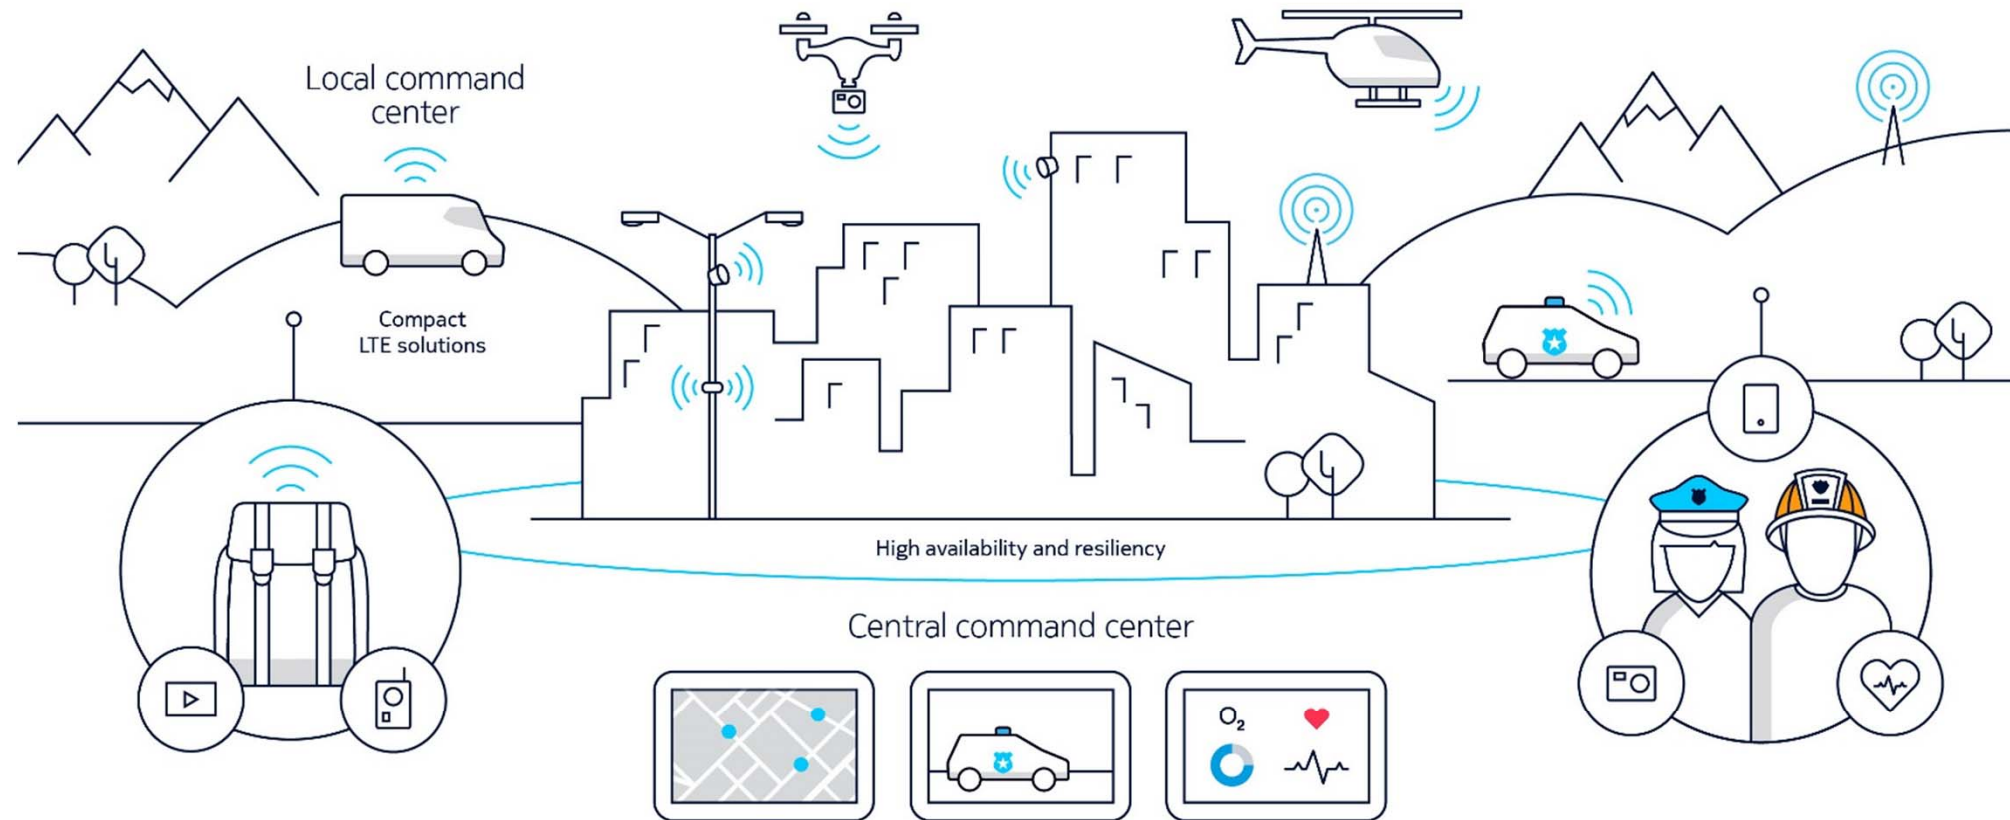 Local command
center
Compact
LTE solutions
High availability and resiliency
Central command center
O₂